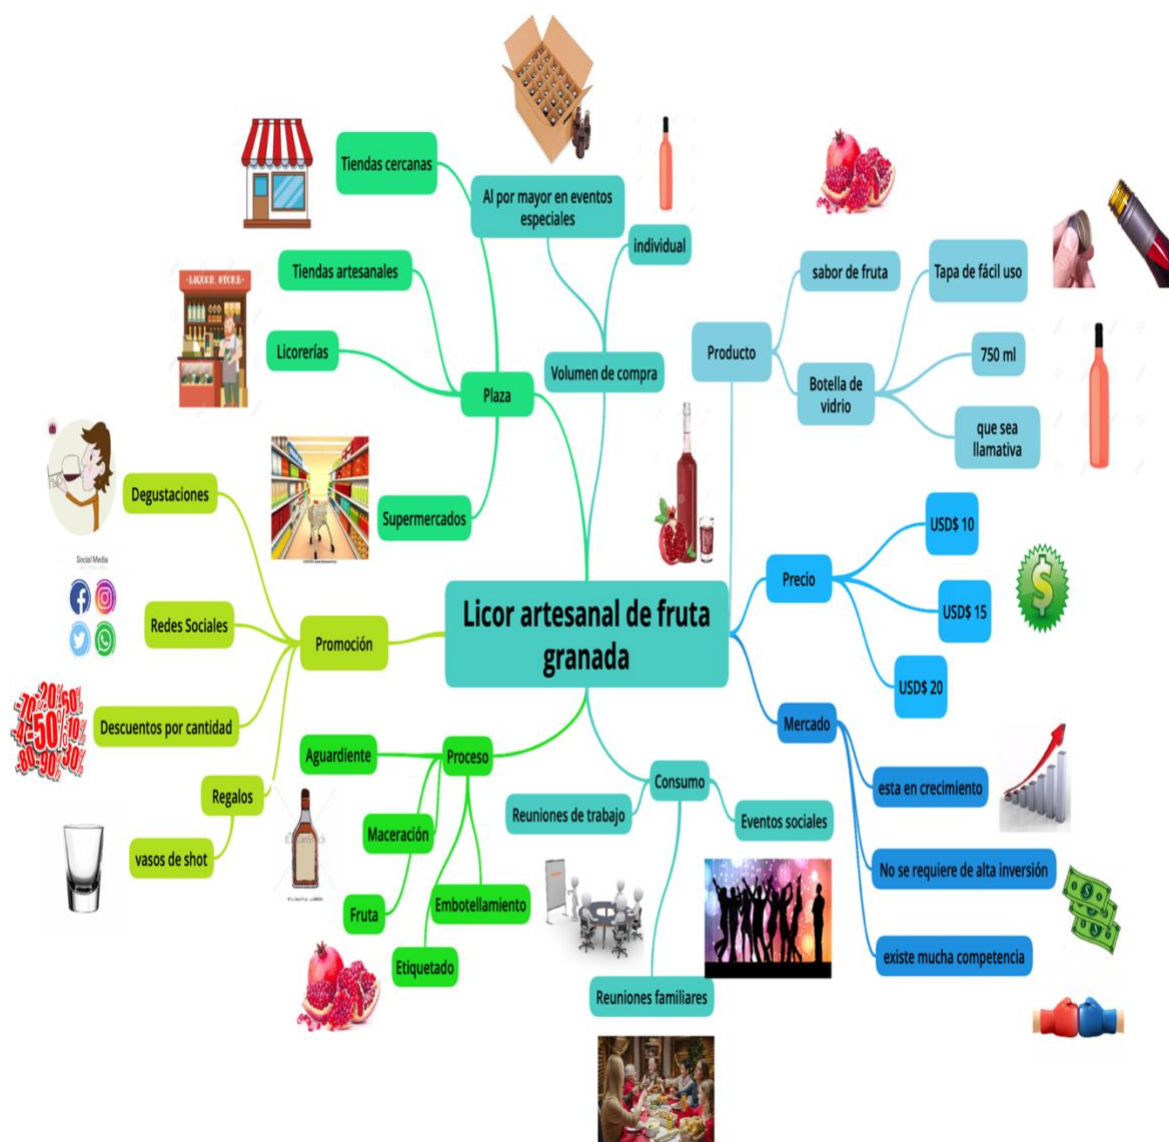 Tiendas cercanas
Al por mayor en eventos
especiales
individual
Tiendas artesanales
LIQUOR STORE
Licorerías
Plaza
Volumen de compra
Supermercados
sabor de fruta
Tapa de fácil uso
Producto
750 ml
Botella de
vidrio
que sea
llamativa
Degustaciones
Social Media
Redes Sociales
Promoción
Descuentos por cantidad
50%
Regalos
vasos de shot
Licor artesanal de fruta
granada
USD$ 10
Precio
USD$ 15
USD$ 20
Mercado
esta en crecimiento
No se requiere de alta inversión
existe mucha competencia
Aguardiente
Proceso
Maceración
Fruta
Embotellamiento
Etiquetado
Consumo
Reuniones de trabajo
Eventos sociales
Reuniones familiares